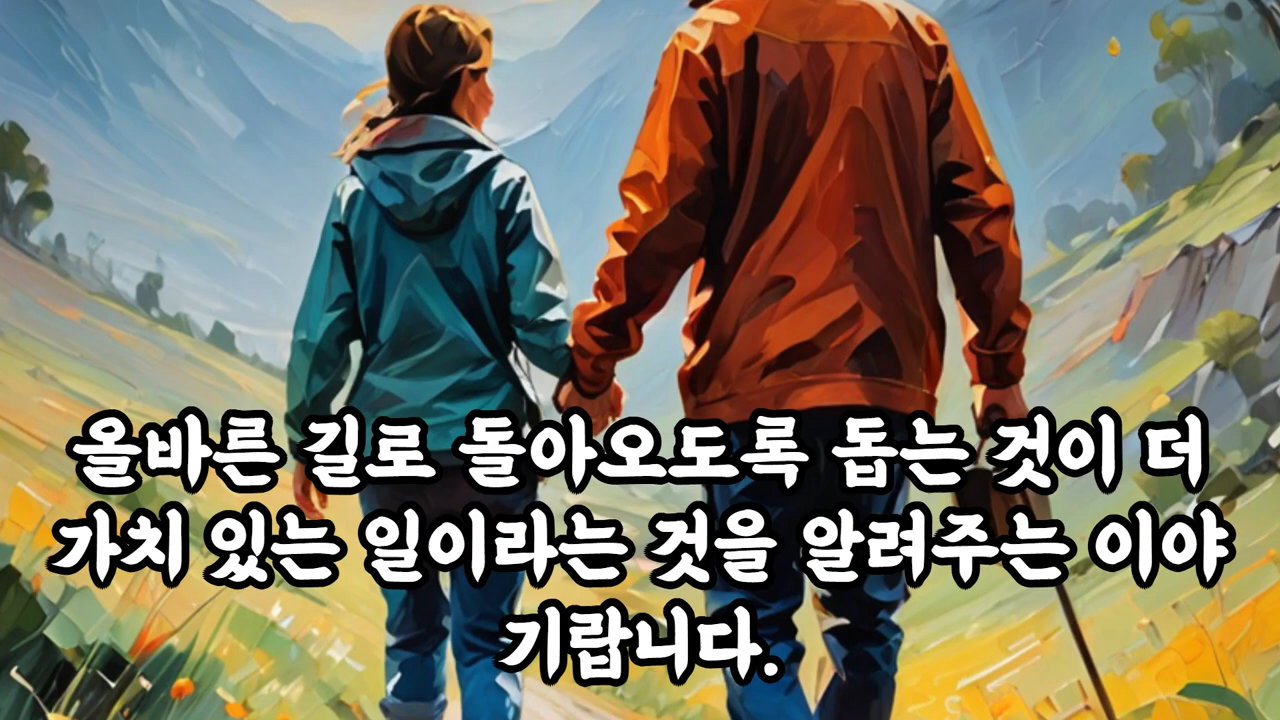 올바른 길로 돌아오도록 돕는 것이 더
가치 있는 일이라는 것을 알려주는 이야
기랍니다.